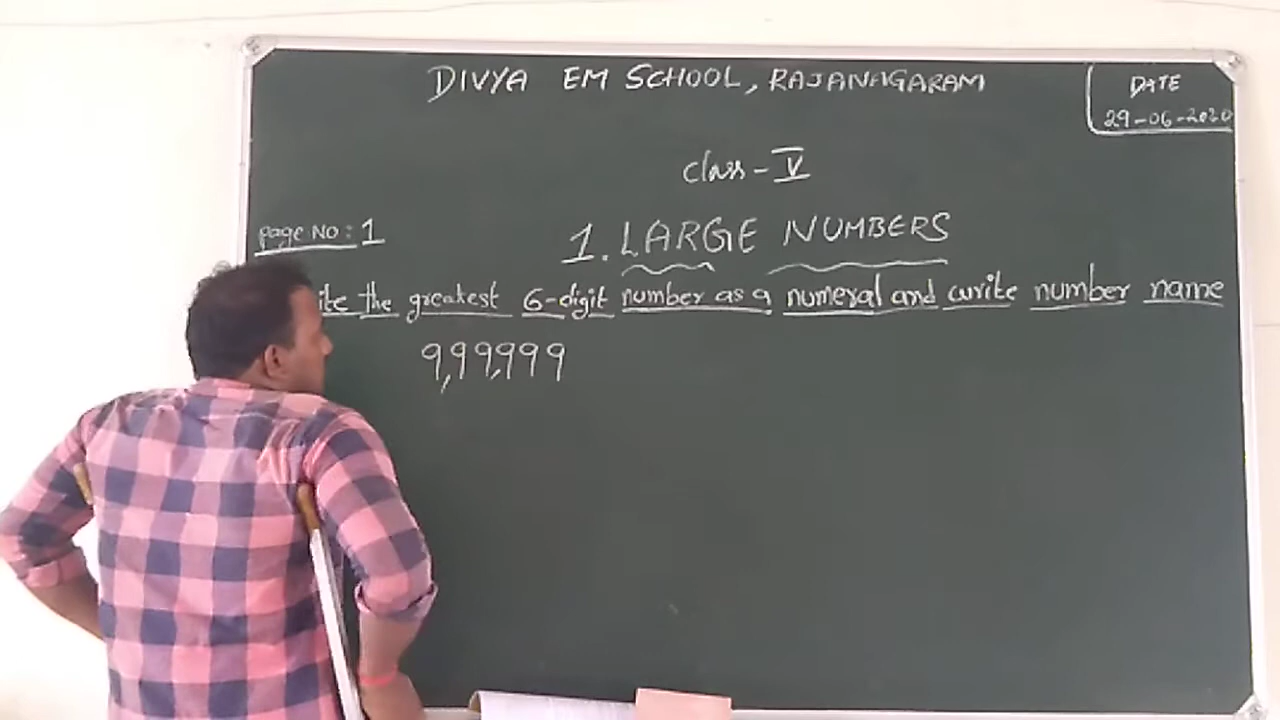 DIVYA EM SCHOOL, RAJANAGARAM
DATE
29-06-2020
class - V
page No: 1
1. LARGE NUMBERS
the greatest 6-digit number as a numeral and write number name
9,99,999